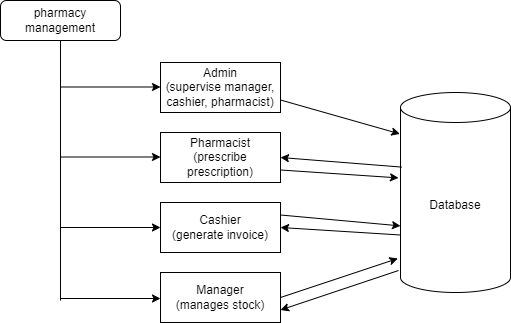 pharmacy
management
Admin
(supervise manager,
cashier, pharmacist)
Pharmacist
(prescribe
prescription)
Database
Cashier
(generate invoice)
Manager
(manages stock)